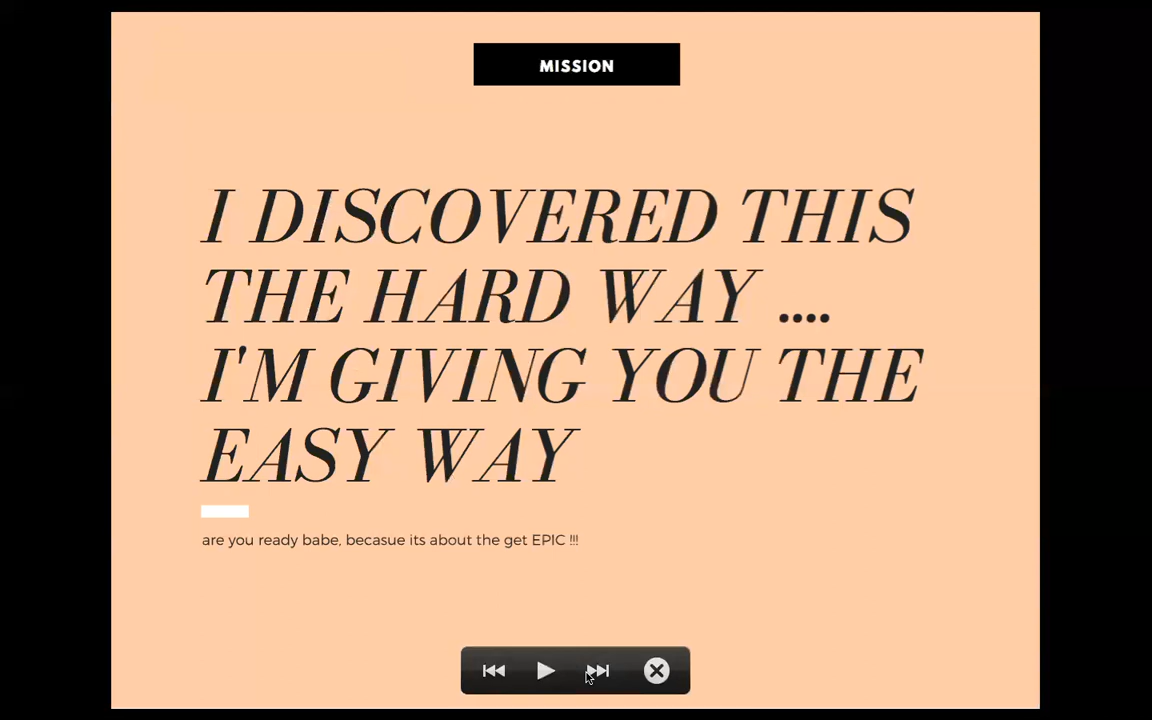 MISSION
I DISCOVERED THIS
THE HARD WAY ....
I'M GIVING YOU THE
EASY WAY
are you ready babe, becasue its about the get EPIC !!!